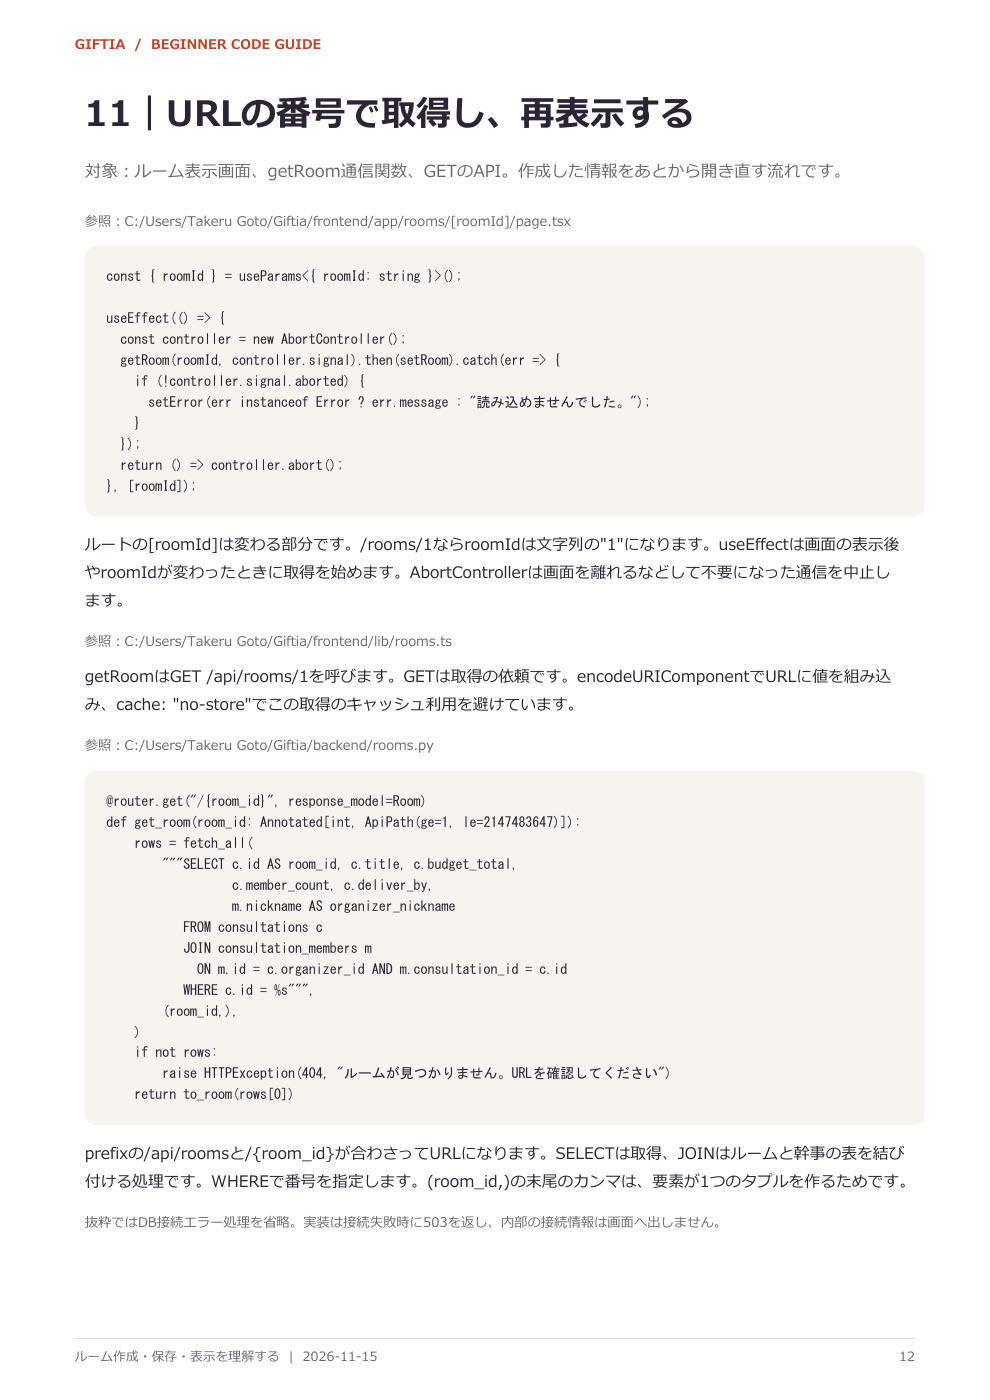 GIFTIA / BEGINNER CODE GUIDE
11｜URLの番号で取得し、再表示する
対象：ルーム表示画面、getRoom通信関数、GETのAPI。作成した情報をあとから開き直す流れです。
参照：C:/Users/Takeru Goto/Giftia/frontend/app/rooms/[roomId]/page.tsx
const { roomId } = useParams<{ roomId: string }>();
useEffect(() => {
  const controller = new AbortController();
  getRoom(roomId, controller.signal).then(setRoom).catch(err => {
    if (!controller.signal.aborted) {
      setError(err instanceof Error ? err.message : "読み込めませんでした。");
    }
  });
  return () => controller.abort();
}, [roomId]);
ルートの[roomId]は変わる部分です。/rooms/1ならroomIdは文字列の"1"になります。useEffectは画面の表示後
やroomIdが変わったときに取得を始めます。AbortControllerは画面を離れるなどして不要になった通信を中止し
ます。
参照：C:/Users/Takeru Goto/Giftia/frontend/lib/rooms.ts
getRoomはGET /api/rooms/1を呼びます。GETは取得の依頼です。encodeURIComponentでURLに値を組み込
み、cache: "no-store"でこの取得のキャッシュ利用を避けています。
参照：C:/Users/Takeru Goto/Giftia/backend/rooms.py
@router.get("/{room_id}", response_model=Room)
def get_room(room_id: Annotated[int, ApiPath(ge=1, le=2147483647)]):
    rows = fetch_all(
        """SELECT c.id AS room_id, c.title, c.budget_total,
                  c.member_count, c.deliver_by,
                  m.nickname AS organizer_nickname
           FROM consultations c
           JOIN consultation_members m
             ON m.id = c.organizer_id AND m.consultation_id = c.id
           WHERE c.id = %s""",
        (room_id,),
    )
    if not rows:
        raise HTTPException(404, "ルームが見つかりません。URLを確認してください")
    return to_room(rows[0])
prefixの/api/roomsと/{room_id}が合わさってURLになります。SELECTは取得、JOINはルームと幹事の表を結び
付ける処理です。WHEREで番号を指定します。(room_id,)の末尾のカンマは、要素が1つのタプルを作るためです。
抜粋ではDB接続エラー処理を省略。実装は接続失敗時に503を返し、内部の接続情報は画面へ出しません。
ルーム作成・保存・表示を理解する | 2026-11-15
12